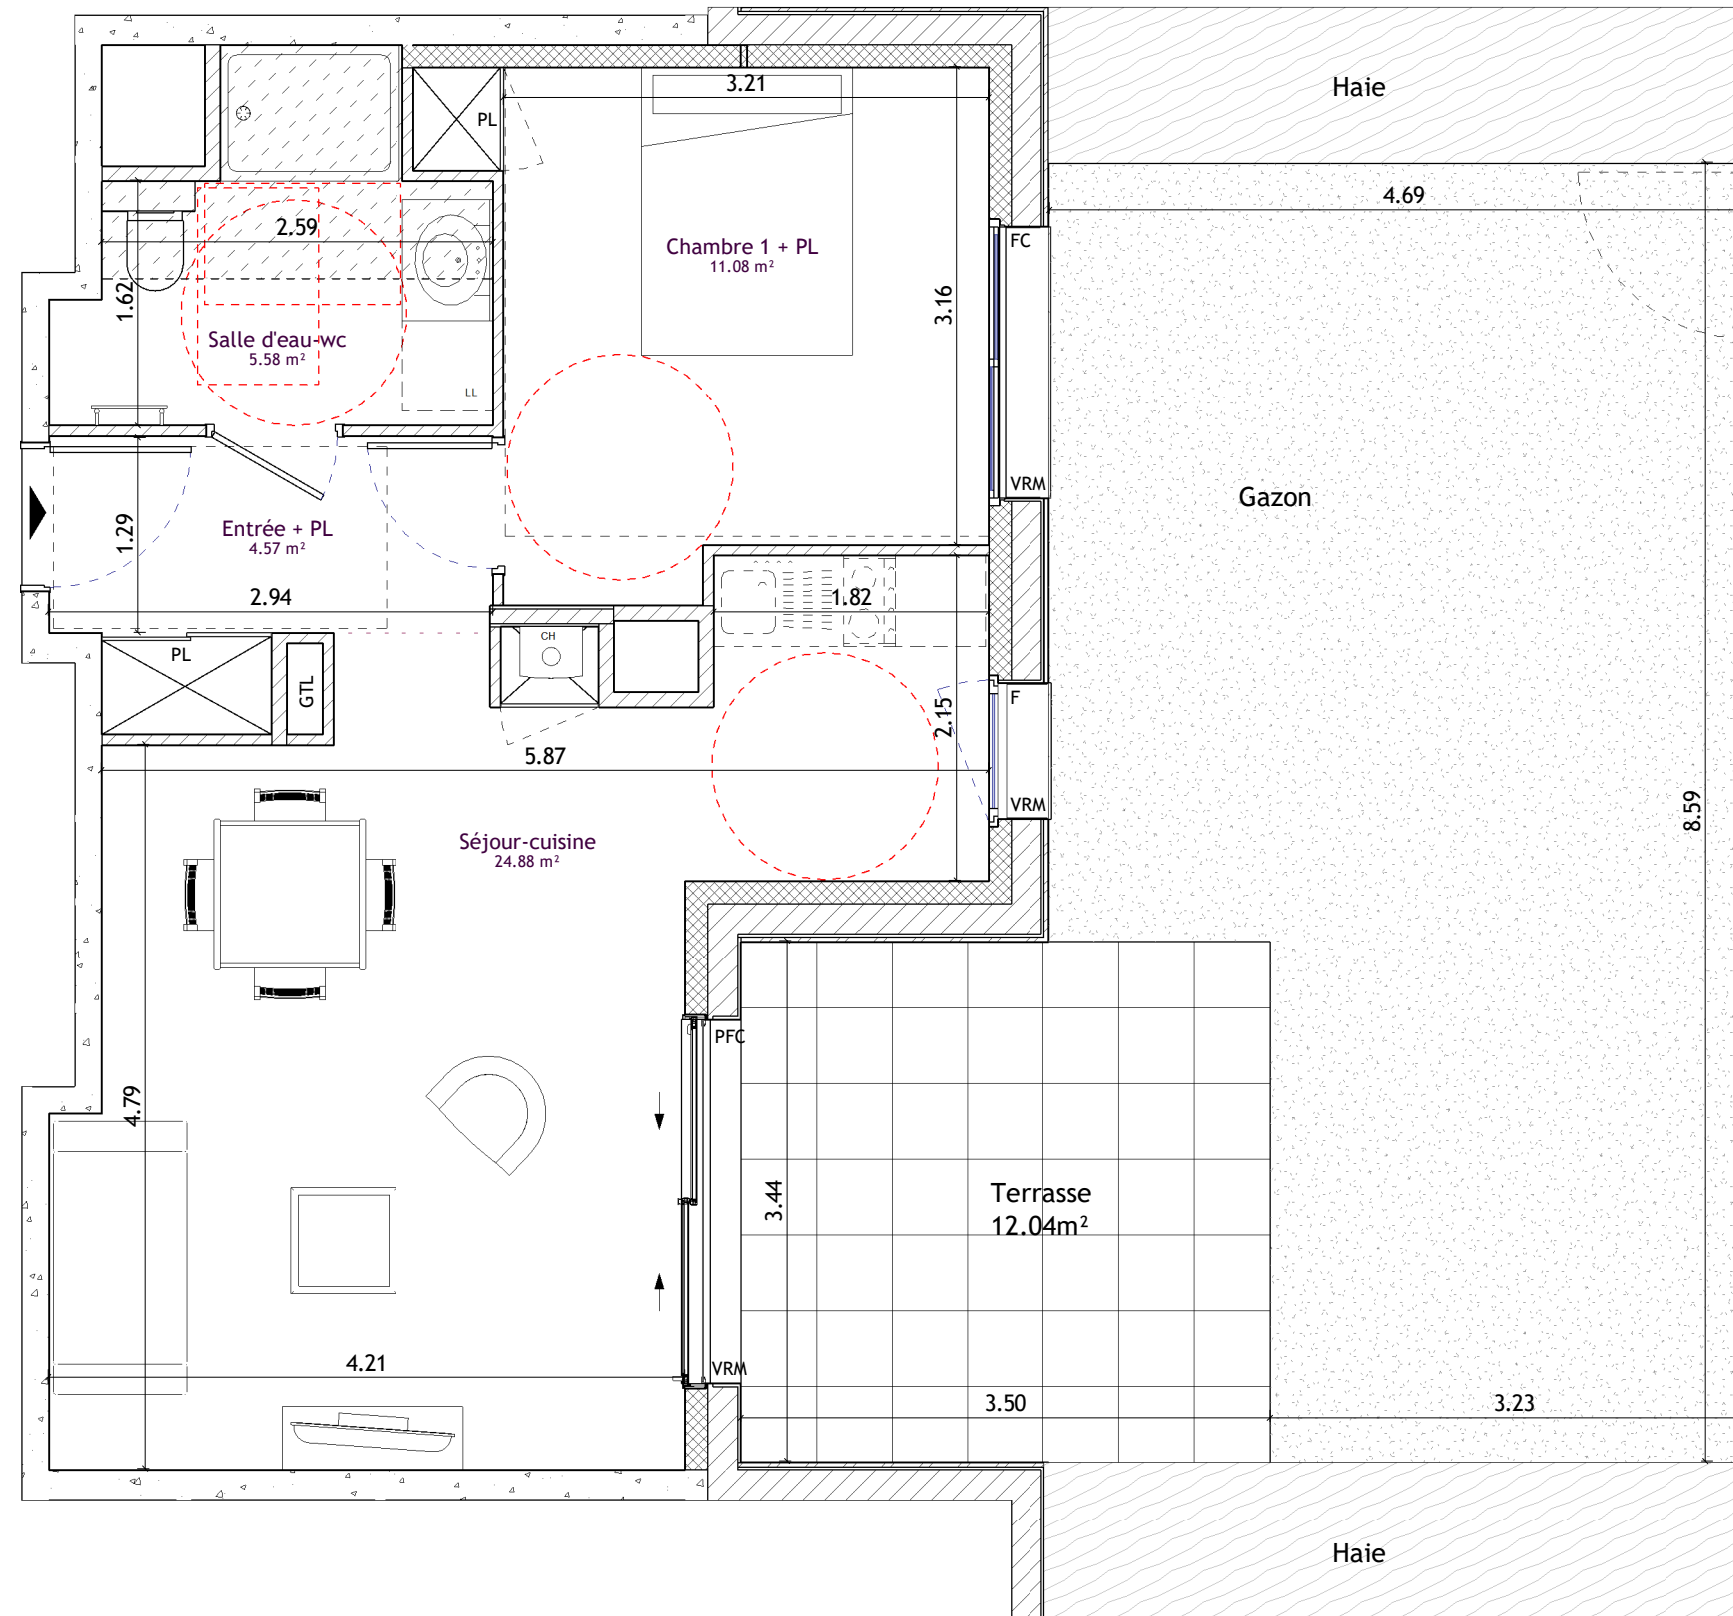 Haie
3.21
PL
4.69
2.59
Chambre 1 + PL
11.08 m²
FC
1.62
3.16
Salle d'eau-wc
5.58 m²
LL
VRM
Gazon
Entrée + PL
4.57 m²
1.29
2.94
1.82
CH
PL
GTL
F
2.15
5.87
VRM
8.59
Séjour-cuisine
24.88 m²
PFC
4.79
3.44
Terrasse
12.04m²
4.21
VRM
3.50
3.23
Haie